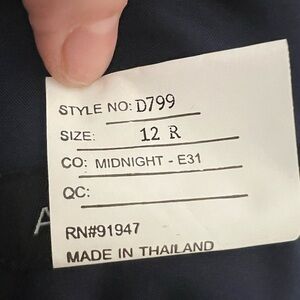 STYLE NO: D799
SIZE: 12 R
CO: MIDNIGHT - E31
QC:
A
RN#91947
MADE IN THAILAND